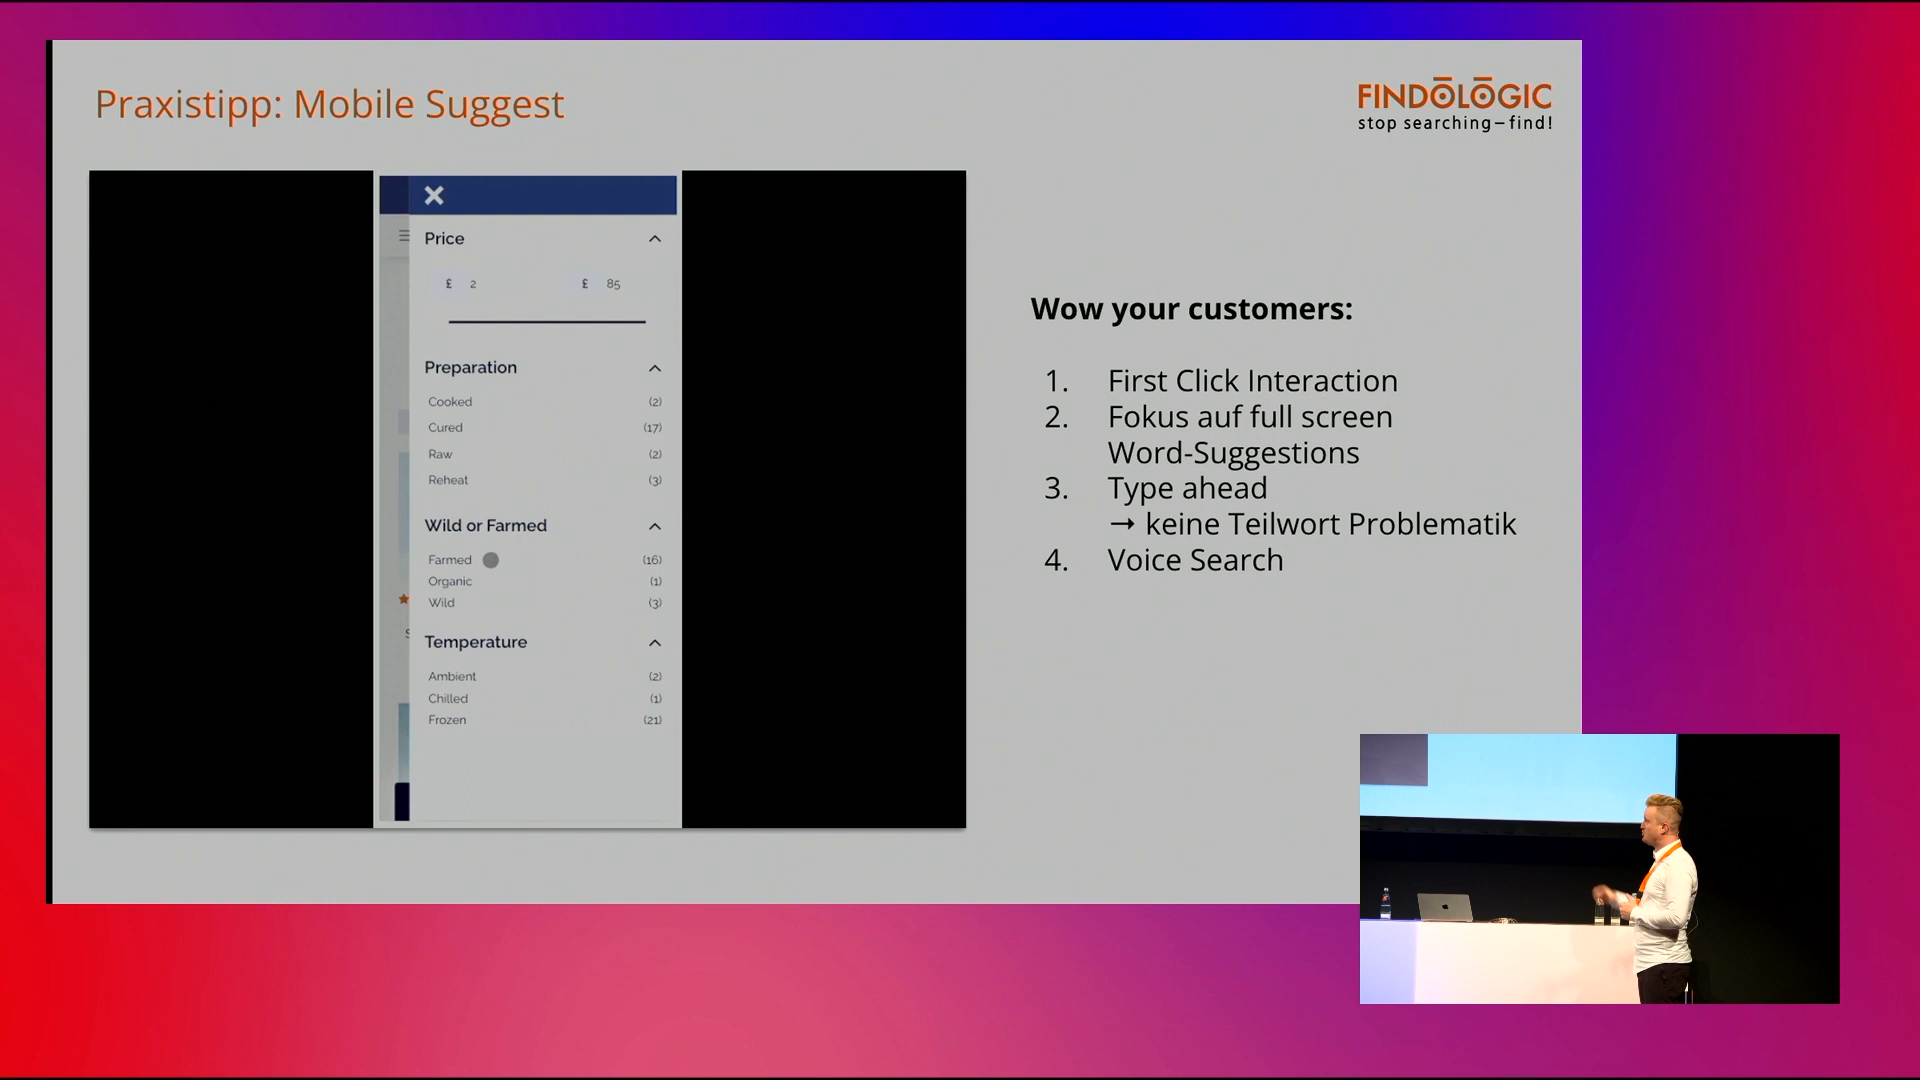 Praxistipp: Mobile Suggest
FINDOLOGIC
stop searching–find!
Price
£ 2 £ 85
Preparation
Cooked (2)
Cured (17)
Raw (2)
Reheat (3)
Wild or Farmed
Farmed (16)
Organic (1)
Wild (3)
Temperature
Ambient (2)
Chilled (1)
Frozen (21)
Wow your customers:
1. First Click Interaction
2. Fokus auf full screen
Word-Suggestions
3. Type ahead
→ keine Teilwort Problematik
4. Voice Search